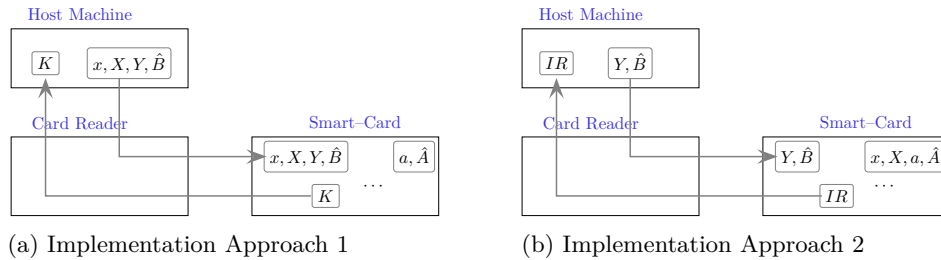 Host Machine
K
x, X, Y, B̂
Card Reader
Smart–Card
x, X, Y, B̂
a, Â
...
K
(a) Implementation Approach 1
Host Machine
IR
Y, B̂
Card Reader
Smart–Card
Y, B̂
x, X, a, Â
...
IR
(b) Implementation Approach 2